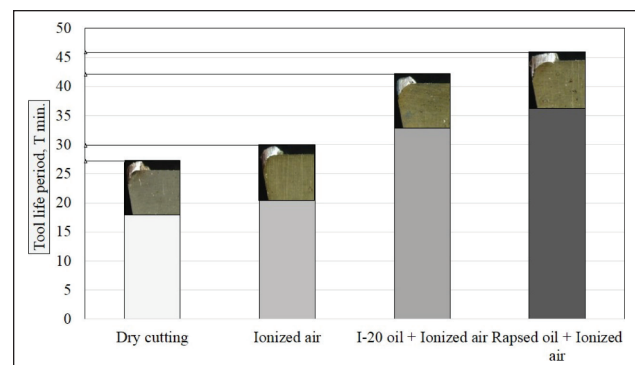 Tool life period, T min.
50
45
40
35
30
25
20
15
10
5
0
Dry cutting
Ionized air
I-20 oil + Ionized air
Rapsed oil + Ionized
air